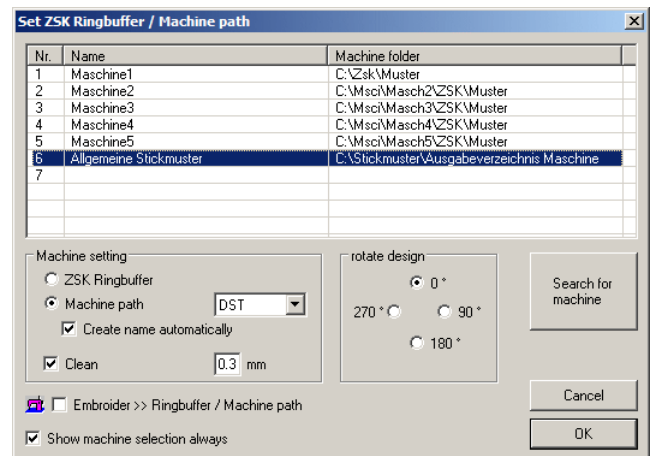 Set ZSK Ringbuffer / Machine path
Nr. Name Machine folder
1 Maschine1 C:\Zsk\Muster
2 Maschine2 C:\Msci\Masch2\ZSK\Muster
3 Maschine3 C:\Msci\Masch3\ZSK\Muster
4 Maschine4 C:\Msci\Masch4\ZSK\Muster
5 Maschine5 C:\Msci\Masch5\ZSK\Muster
6 Allgemeine Stickmuster C:\Stickmuster\Ausgabeverzeichnis Maschine
7
Machine setting
ZSK Ringbuffer
Machine path DST
Create name automatically
Clean 0.3 mm
rotate design
0 °
270 ° 90 °
180 °
Search for
machine
Embroider >> Ringbuffer / Machine path
Show machine selection always
Cancel
OK